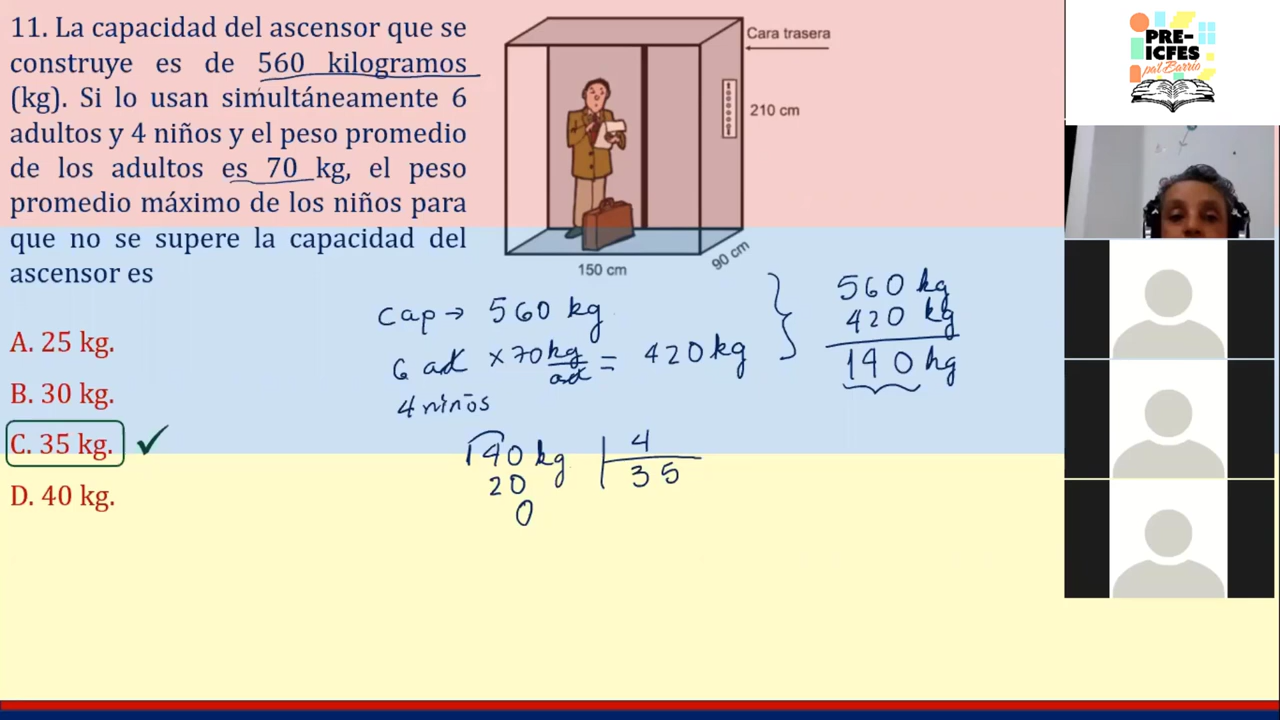 11. La capacidad del ascensor que se
construye es de 560 kilogramos
(kg). Si lo usan simultáneamente 6
adultos y 4 niños y el peso promedio
de los adultos es 70 kg, el peso
promedio máximo de los niños para
que no se supere la capacidad del
ascensor es
A. 25 kg.
B. 30 kg.
C. 35 kg.
D. 40 kg.
Cara trasera
210 cm
90 cm
150 cm
cap → 560 kg
6 ad × 70 kg/ad = 420 kg
4 niños
560 kg
420 kg
140 kg
140 kg | 4
20 35
0
PRE-
ICFES
pal Barrio